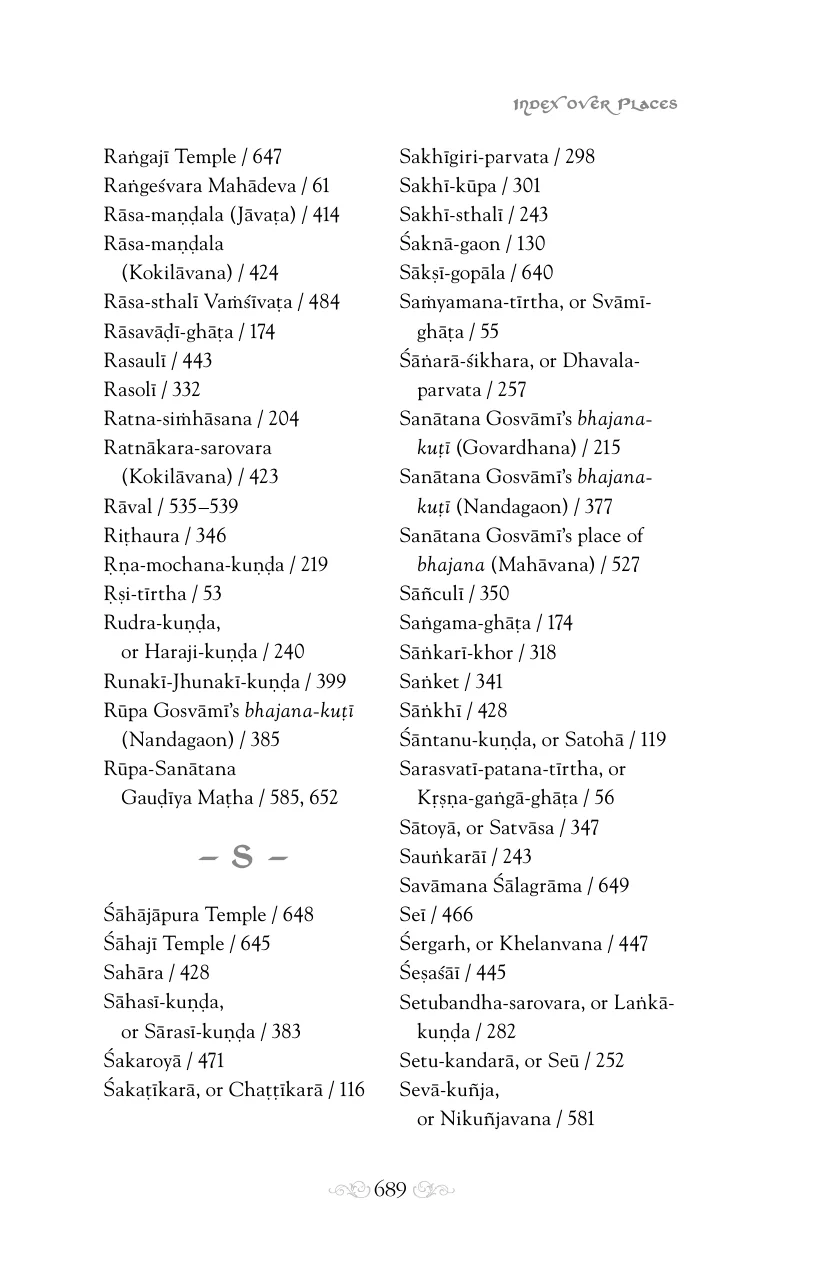 Index over Places
Raṅgajī Temple / 647
Raṅgeśvara Mahādeva / 61
Rāsa-maṇḍala (Jāvaṭa) / 414
Rāsa-maṇḍala
(Kokilāvana) / 424
Rāsa-sthalī Vaṁśīvaṭa / 484
Rāsavāḍī-ghāṭa / 174
Rasaulī / 443
Rasolī / 332
Ratna-siṁhāsana / 204
Ratnākara-sarovara
(Kokilāvana) / 423
Rāval / 535–539
Riṭhaura / 346
Ṛṇa-mochana-kuṇḍa / 219
Ṛṣi-tīrtha / 53
Rudra-kuṇḍa,
or Haraji-kuṇḍa / 240
Runakī-Jhunakī-kuṇḍa / 399
Rūpa Gosvāmī’s bhajana-kuṭī
(Nandagaon) / 385
Rūpa-Sanātana
Gauḍīya Maṭha / 585, 652
– S –
Śāhājāpura Temple / 648
Śāhajī Temple / 645
Sahāra / 428
Sāhasī-kuṇḍa,
or Sārasī-kuṇḍa / 383
Śakaroyā / 471
Śakaṭīkarā, or Chaṭṭīkarā / 116
Sakhīgiri-parvata / 298
Sakhī-kūpa / 301
Sakhī-sthalī / 243
Śaknā-gaon / 130
Sākṣī-gopāla / 640
Saṁyamana-tīrtha, or Svāmī-
ghāṭa / 55
Śāṅarā-śikhara, or Dhavala-
parvata / 257
Sanātana Gosvāmī’s bhajana-
kuṭī (Govardhana) / 215
Sanātana Gosvāmī’s bhajana-
kuṭī (Nandagaon) / 377
Sanātana Gosvāmī’s place of
bhajana (Mahāvana) / 527
Sāñculī / 350
Saṅgama-ghāṭa / 174
Sāṅkarī-khor / 318
Saṅket / 341
Sāṅkhī / 428
Śāntanu-kuṇḍa, or Satohā / 119
Sarasvatī-patana-tīrtha, or
Kṛṣṇa-gaṅgā-ghāṭa / 56
Sātoyā, or Satvāsa / 347
Sauṅkarāī / 243
Savāmana Śālagrāma / 649
Seī / 466
Śergarh, or Khelanvana / 447
Śeṣaśāī / 445
Setubandha-sarovara, or Laṅkā-
kuṇḍa / 282
Setu-kandarā, or Seū / 252
Sevā-kuñja,
or Nikuñjavana / 581
689